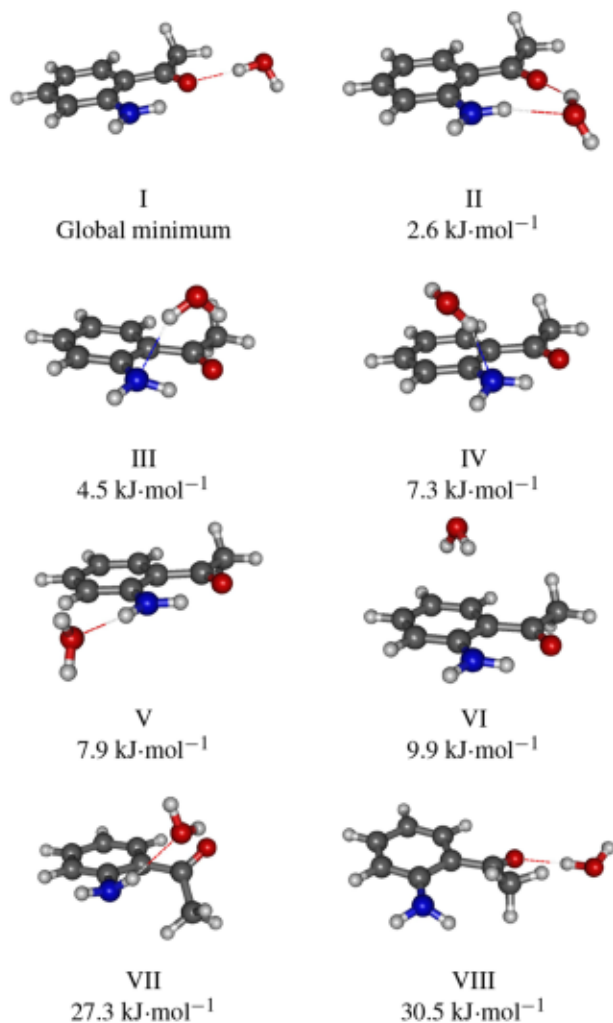 I
Global minimum
II
2.6 kJ·mol⁻¹
III
4.5 kJ·mol⁻¹
IV
7.3 kJ·mol⁻¹
V
7.9 kJ·mol⁻¹
VI
9.9 kJ·mol⁻¹
VII
27.3 kJ·mol⁻¹
VIII
30.5 kJ·mol⁻¹